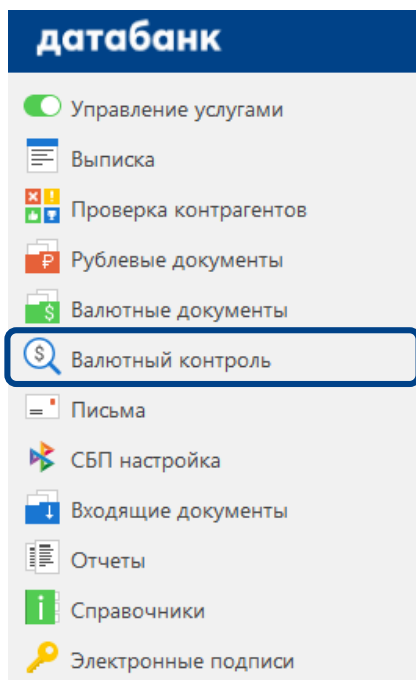 датабанк
Управление услугами
Выписка
Проверка контрагентов
Рублевые документы
Валютные документы
Валютный контроль
Письма
СБП настройка
Входящие документы
Отчеты
Справочники
Электронные подписи